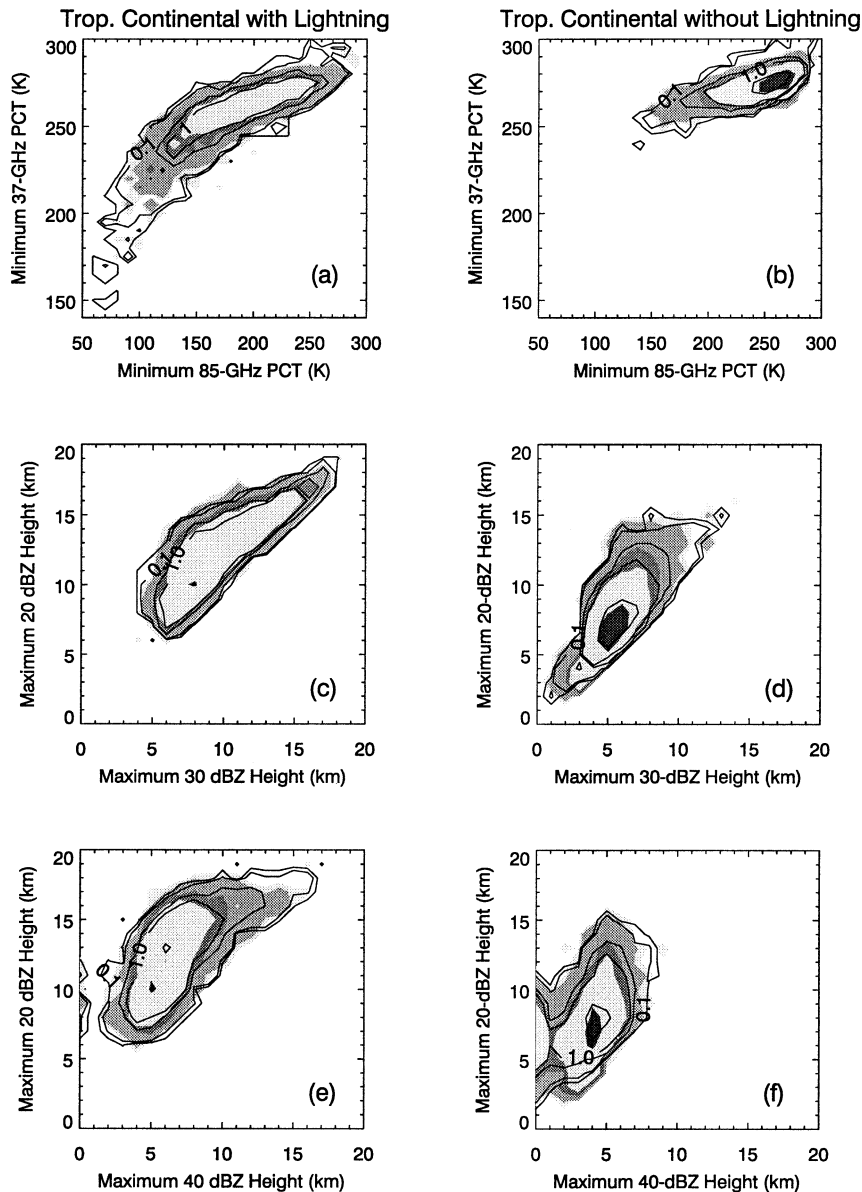 Trop. Continental with Lightning
Trop. Continental without Lightning
300
250
200
150
Minimum 37-GHz PCT (K)
0.1
1
(a)
50 100 150 200 250 300
Minimum 85-GHz PCT (K)
300
250
200
150
Minimum 37-GHz PCT (K)
0.1
1.0
(b)
50 100 150 200 250 300
Minimum 85-GHz PCT (K)
20
15
10
5
0
Maximum 20 dBZ Height (km)
0.1
1.0
(c)
0 5 10 15 20
Maximum 30 dBZ Height (km)
20
15
10
5
0
Maximum 20-dBZ Height (km)
0.1
(d)
0 5 10 15 20
Maximum 30-dBZ Height (km)
20
15
10
5
0
Maximum 20 dBZ Height (km)
0.1
1.0
(e)
0 5 10 15 20
Maximum 40 dBZ Height (km)
20
15
10
5
0
Maximum 20-dBZ Height (km)
0.1
1.0
(f)
0 5 10 15 20
Maximum 40-dBZ Height (km)